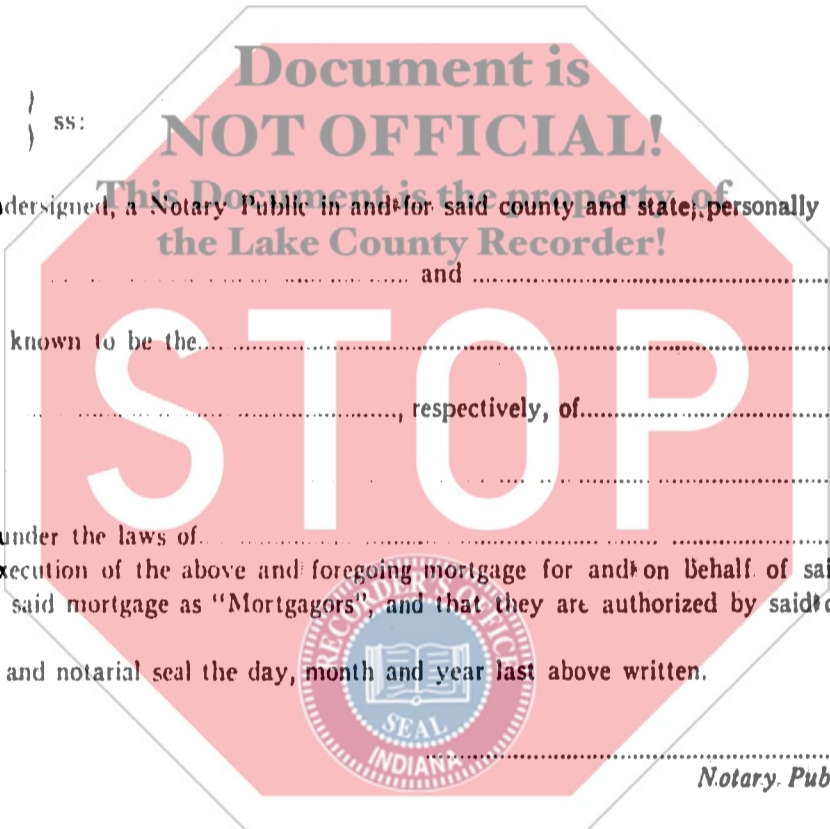 Document is
NOT OFFICIAL!
ss:
This Document is the property of
dersigned, a Notary Public in and for said county and state, personally
the Lake County Recorder!
and
known to be the
STOP
, respectively, of
under the laws of
xecution of the above and foregoing mortgage for and on Behalf of sai
said mortgage as "Mortgagors", and that they are authorized by said c
and notarial seal the day, month and year last above written.
RECORDER'S OFFICE
SEAL
INDIANA
Notary Pub